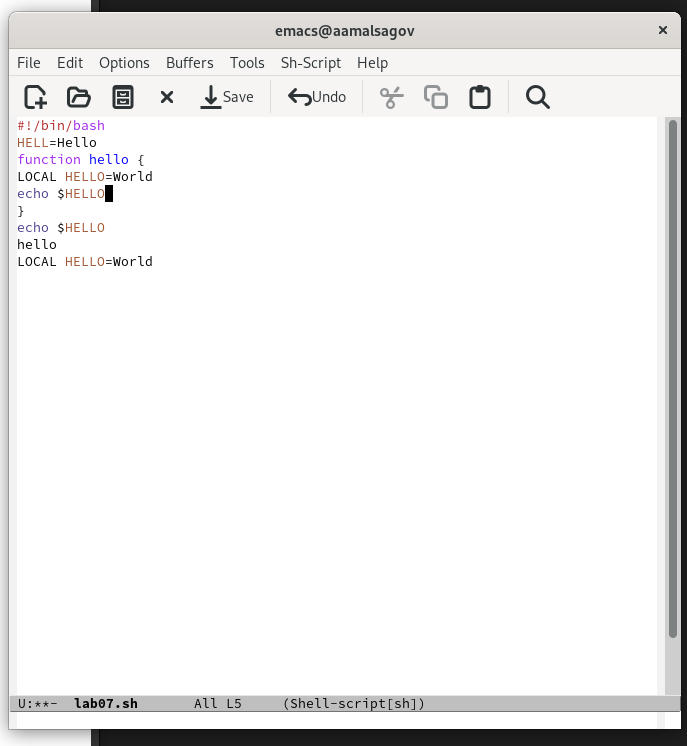 emacs@aamalsagov ×
File Edit Options Buffers Tools Sh-Script Help
Save Undo
#!/bin/bash
HELL=Hello
function hello {
LOCAL HELLO=World
echo $HELLO
}
echo $HELLO
hello
LOCAL HELLO=World
U:**- lab07.sh All L5 (Shell-script[sh])